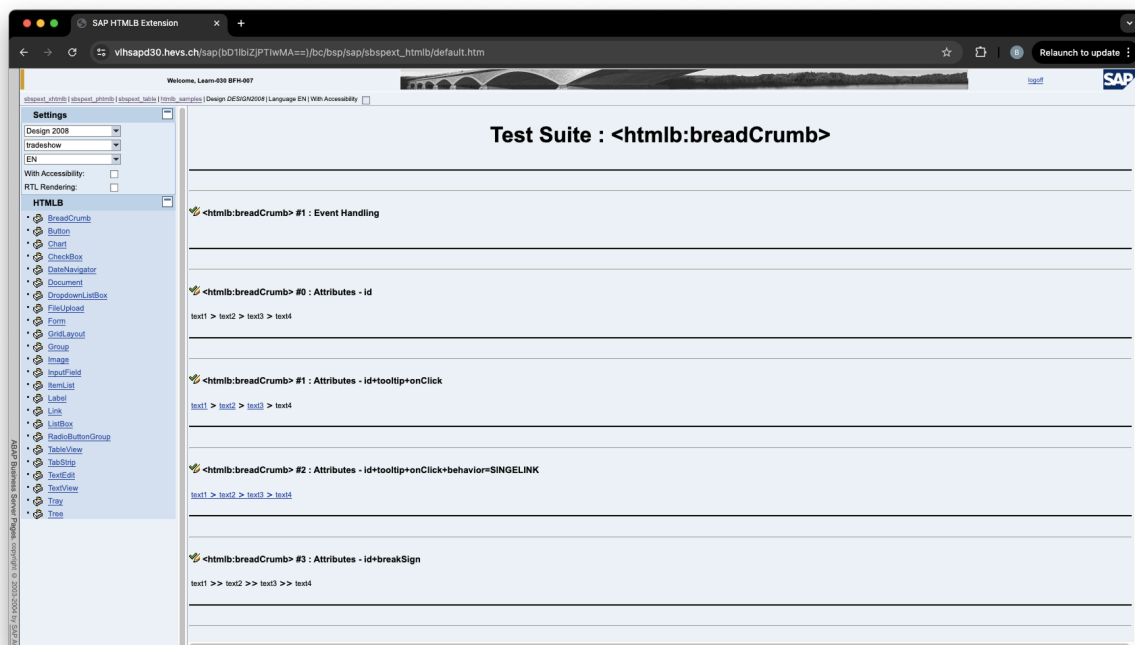 SAP HTMLB Extension
vlhsapd30.hevs.ch/sap(bD1lbiZjPTIwMA==)/bc/bsp/sap/sbspext_htmlb/default.htm
B
Relaunch to update
Welcome, Learn-030 BFH-007
logoff
SAP
sbspext_xhtmlb | sbspext_phtmlb | sbspext_table | htmlb_samples | Design DESIGN2008 | Language EN | With Accessibility
Settings
Design 2008
tradeshow
EN
With Accessibility:
RTL Rendering:
HTMLB
BreadCrumb
Button
Chart
CheckBox
DateNavigator
Document
DropdownListBox
FileUpload
Form
GridLayout
Group
Image
InputField
ItemList
Label
Link
ListBox
RadioButtonGroup
TableView
TabStrip
TextEdit
TextView
Tray
Tree
ABAP Business Server Pages, copyright © 2003-2004 by SAP
Test Suite : <htmlb:breadCrumb>
<htmlb:breadCrumb> #1 : Event Handling
<htmlb:breadCrumb> #0 : Attributes - id
text1 > text2 > text3 > text4
<htmlb:breadCrumb> #1 : Attributes - id+tooltip+onClick
text1 > text2 > text3 > text4
<htmlb:breadCrumb> #2 : Attributes - id+tooltip+onClick+behavior=SINGELINK
text1 > text2 > text3 > text4
<htmlb:breadCrumb> #3 : Attributes - id+breakSign
text1 >> text2 >> text3 >> text4